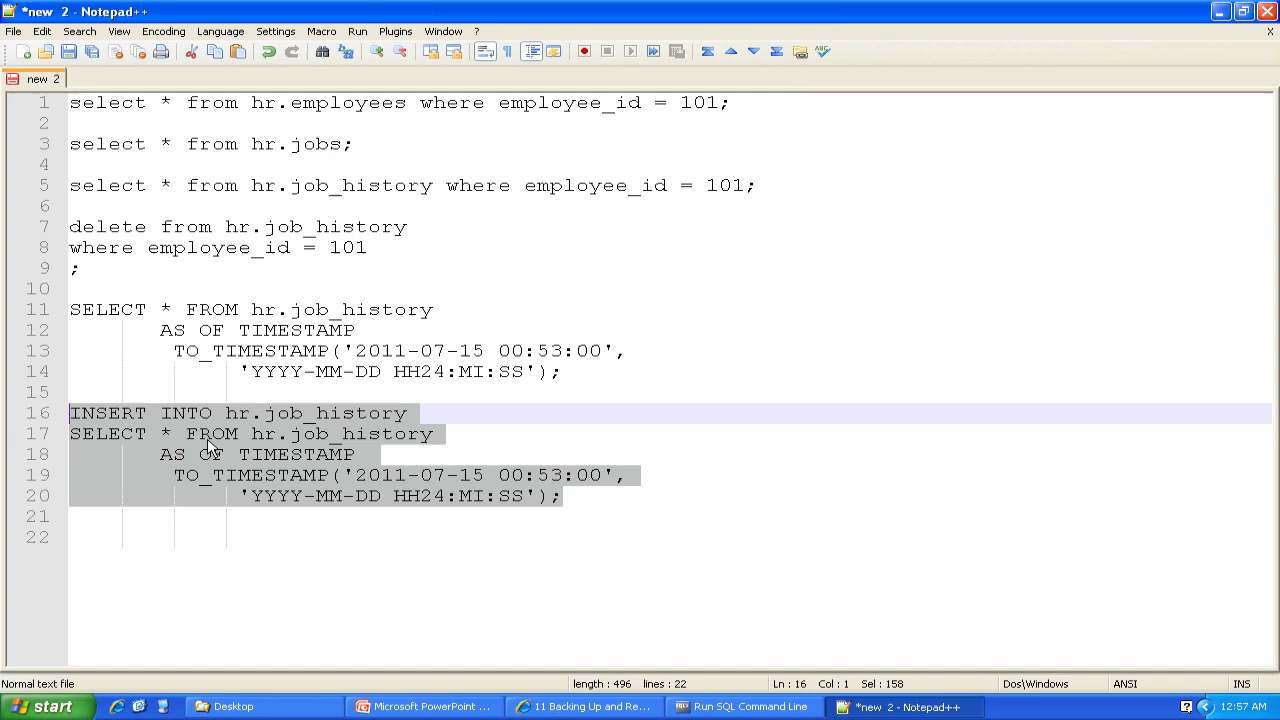 *new  2 - Notepad++
File Edit Search View Encoding Language Settings Macro Run Plugins Window ? X
new 2
1 select * from hr.employees where employee_id = 101;
2
3 select * from hr.jobs;
4
5 select * from hr.job_history where employee_id = 101;
6
7 delete from hr.job_history
8 where employee_id = 101
9 ;
10
11 SELECT * FROM hr.job_history
12 AS OF TIMESTAMP
13 TO_TIMESTAMP('2011-07-15 00:53:00',
14 'YYYY-MM-DD HH24:MI:SS');
15
16 INSERT INTO hr.job_history
17 SELECT * FROM hr.job_history
18 AS OF TIMESTAMP
19 TO_TIMESTAMP('2011-07-15 00:53:00',
20 'YYYY-MM-DD HH24:MI:SS');
21
22
Normal text file length : 496 lines : 22 Ln : 16 Col : 1 Sel : 158 Dos\Windows ANSI INS
start Desktop Microsoft PowerPoint ... 11 Backing Up and Re... Run SQL Command Line *new 2 - Notepad++ 12:57 AM